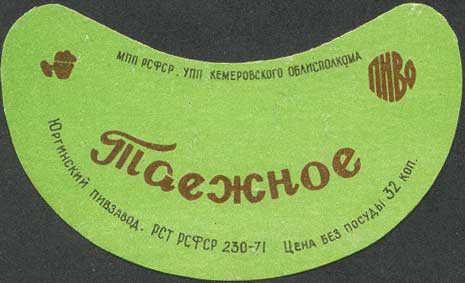 МПП РСФСР. УПП КЕМЕРОВСКОГО ОБЛИСПОЛКОМА
ПИВО
Таежное
Юргинский пивзавод. РСТ РСФСР 230-71 Цена без посуды 32 коп.